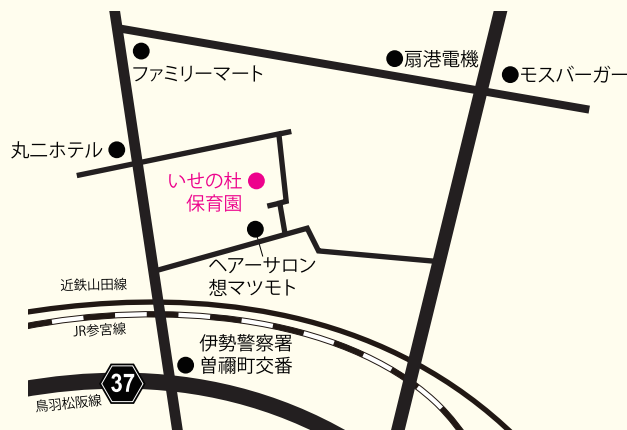 扇港電機
モスバーガー
ファミリーマート
丸二ホテル
いせの杜
保育園
ヘアーサロン
想マツモト
近鉄山田線
JR参宮線
伊勢警察署
曽禰町交番
37
鳥羽松阪線